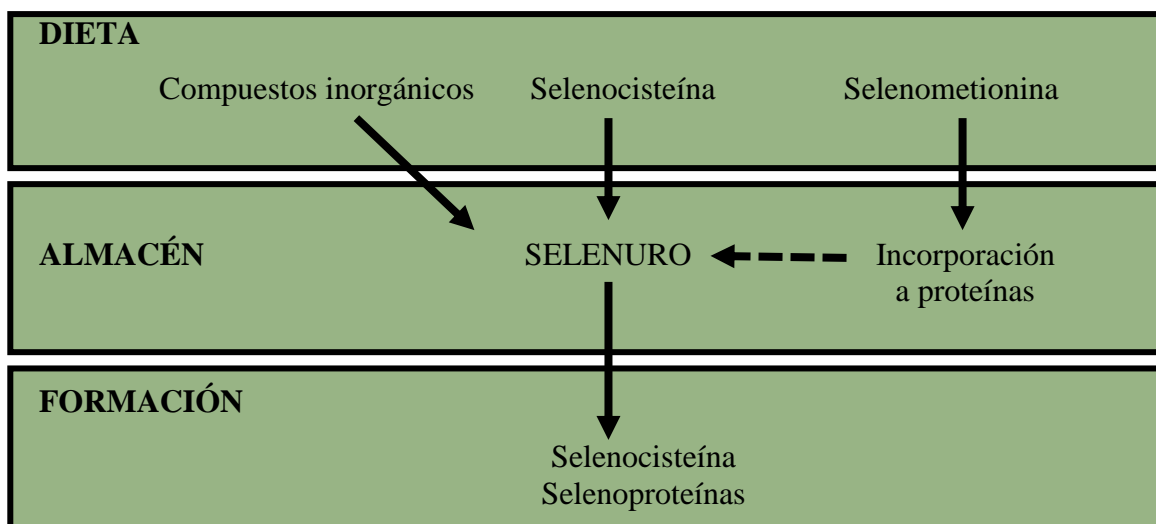 DIETA
Compuestos inorgánicos Selenocisteína Selenometionina
ALMACÉN SELENURO Incorporación
a proteínas
FORMACIÓN
Selenocisteína
Selenoproteínas